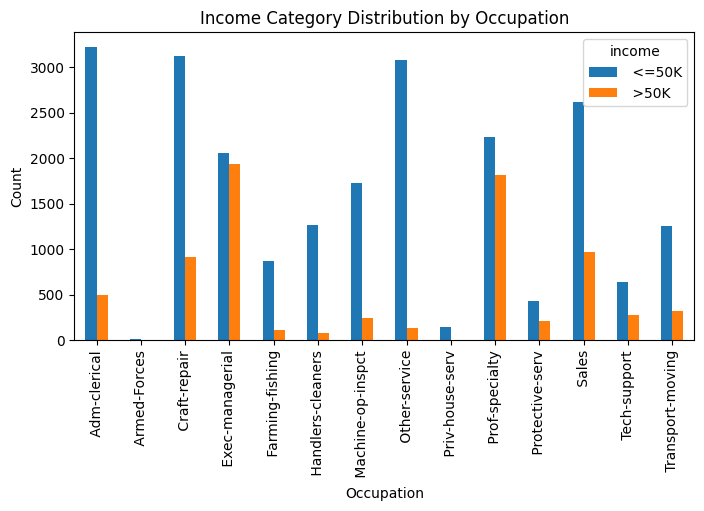 Income Category Distribution by Occupation
income
<=50K
>50K
3000
2500
2000
1500
1000
500
0
Count
Adm-clerical
Armed-Forces
Craft-repair
Exec-managerial
Farming-fishing
Handlers-cleaners
Machine-op-inspct
Other-service
Priv-house-serv
Prof-specialty
Protective-serv
Sales
Tech-support
Transport-moving
Occupation